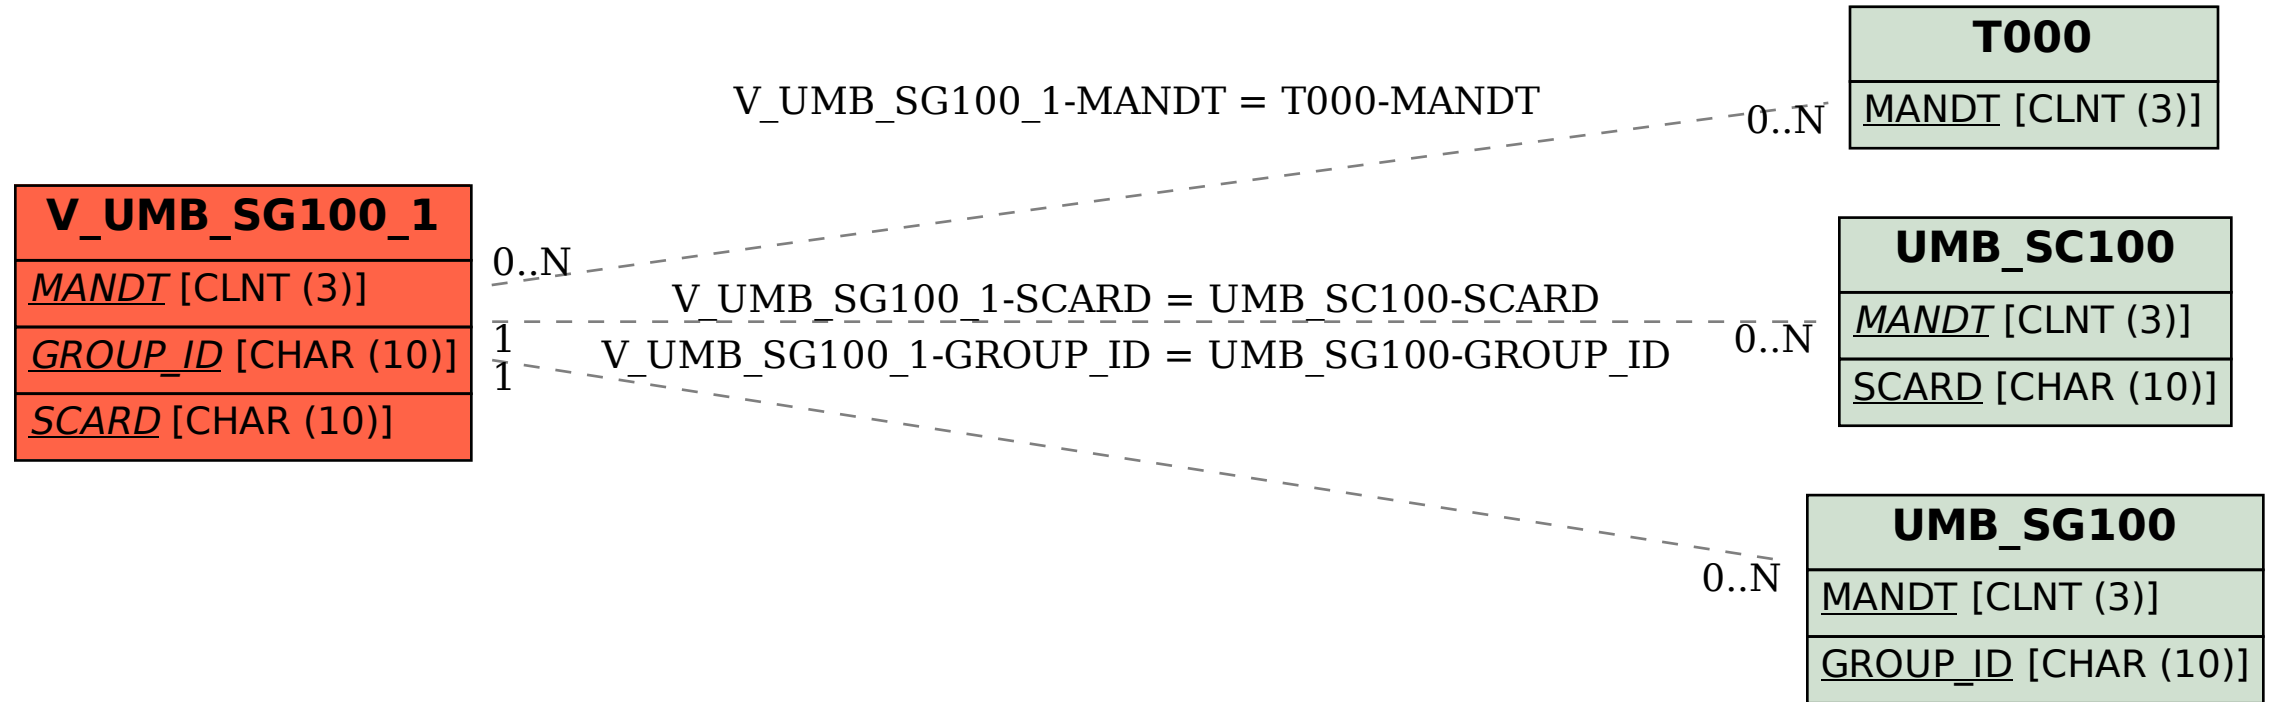 V_UMB_SG100_1
MANDT [CLNT (3)]
GROUP_ID [CHAR (10)]
SCARD [CHAR (10)]
V_UMB_SG100_1-MANDT = T000-MANDT
0..N
0..N
V_UMB_SG100_1-SCARD = UMB_SC100-SCARD
1
0..N
V_UMB_SG100_1-GROUP_ID = UMB_SG100-GROUP_ID
1
0..N
T000
MANDT [CLNT (3)]
UMB_SC100
MANDT [CLNT (3)]
SCARD [CHAR (10)]
UMB_SG100
MANDT [CLNT (3)]
GROUP_ID [CHAR (10)]